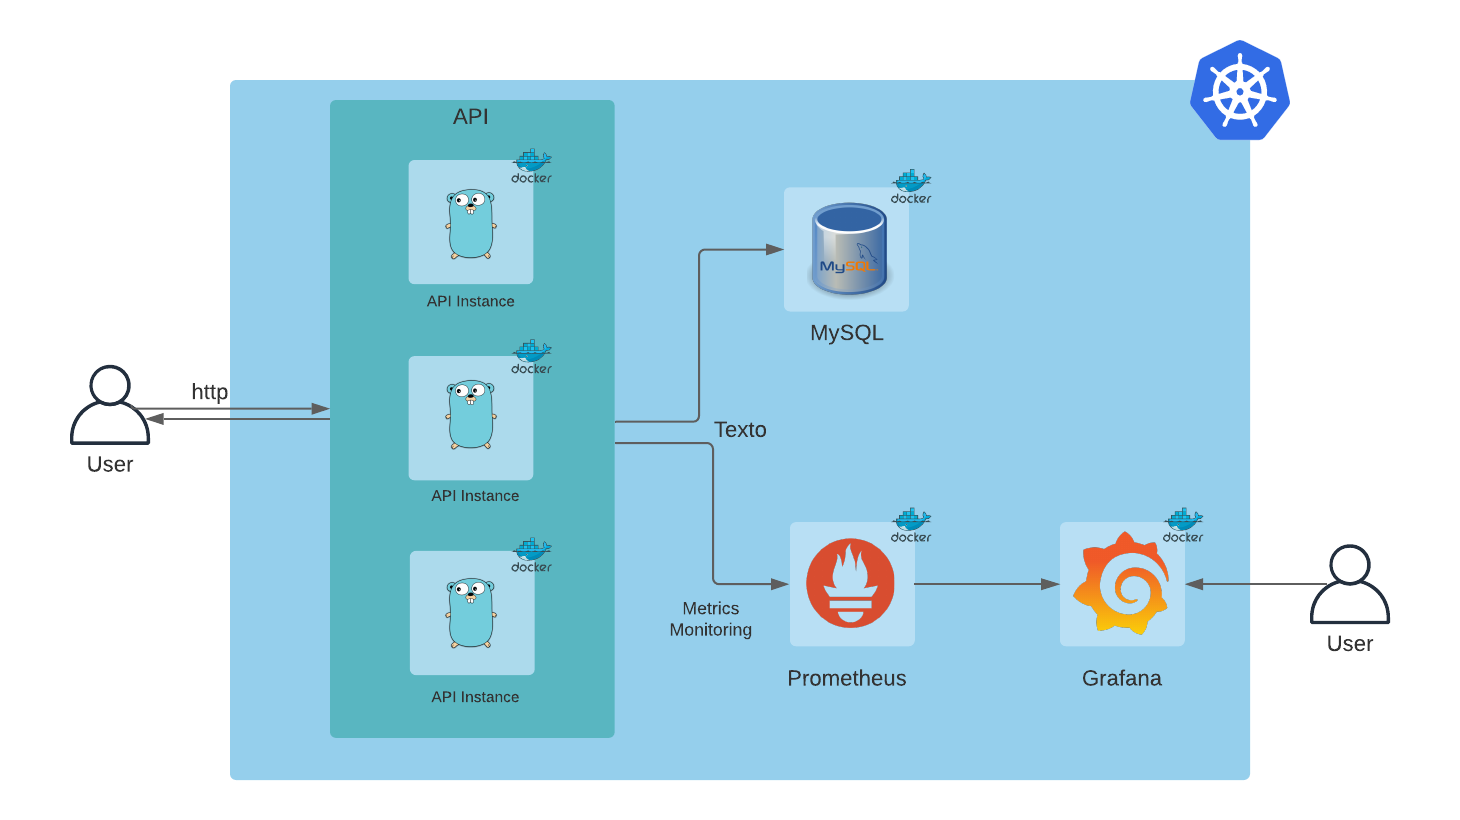 API
docker
API Instance
docker
API Instance
docker
API Instance
http
User
docker
MySQL
MySQL
Texto
Metrics
Monitoring
docker
Prometheus
docker
Grafana
User